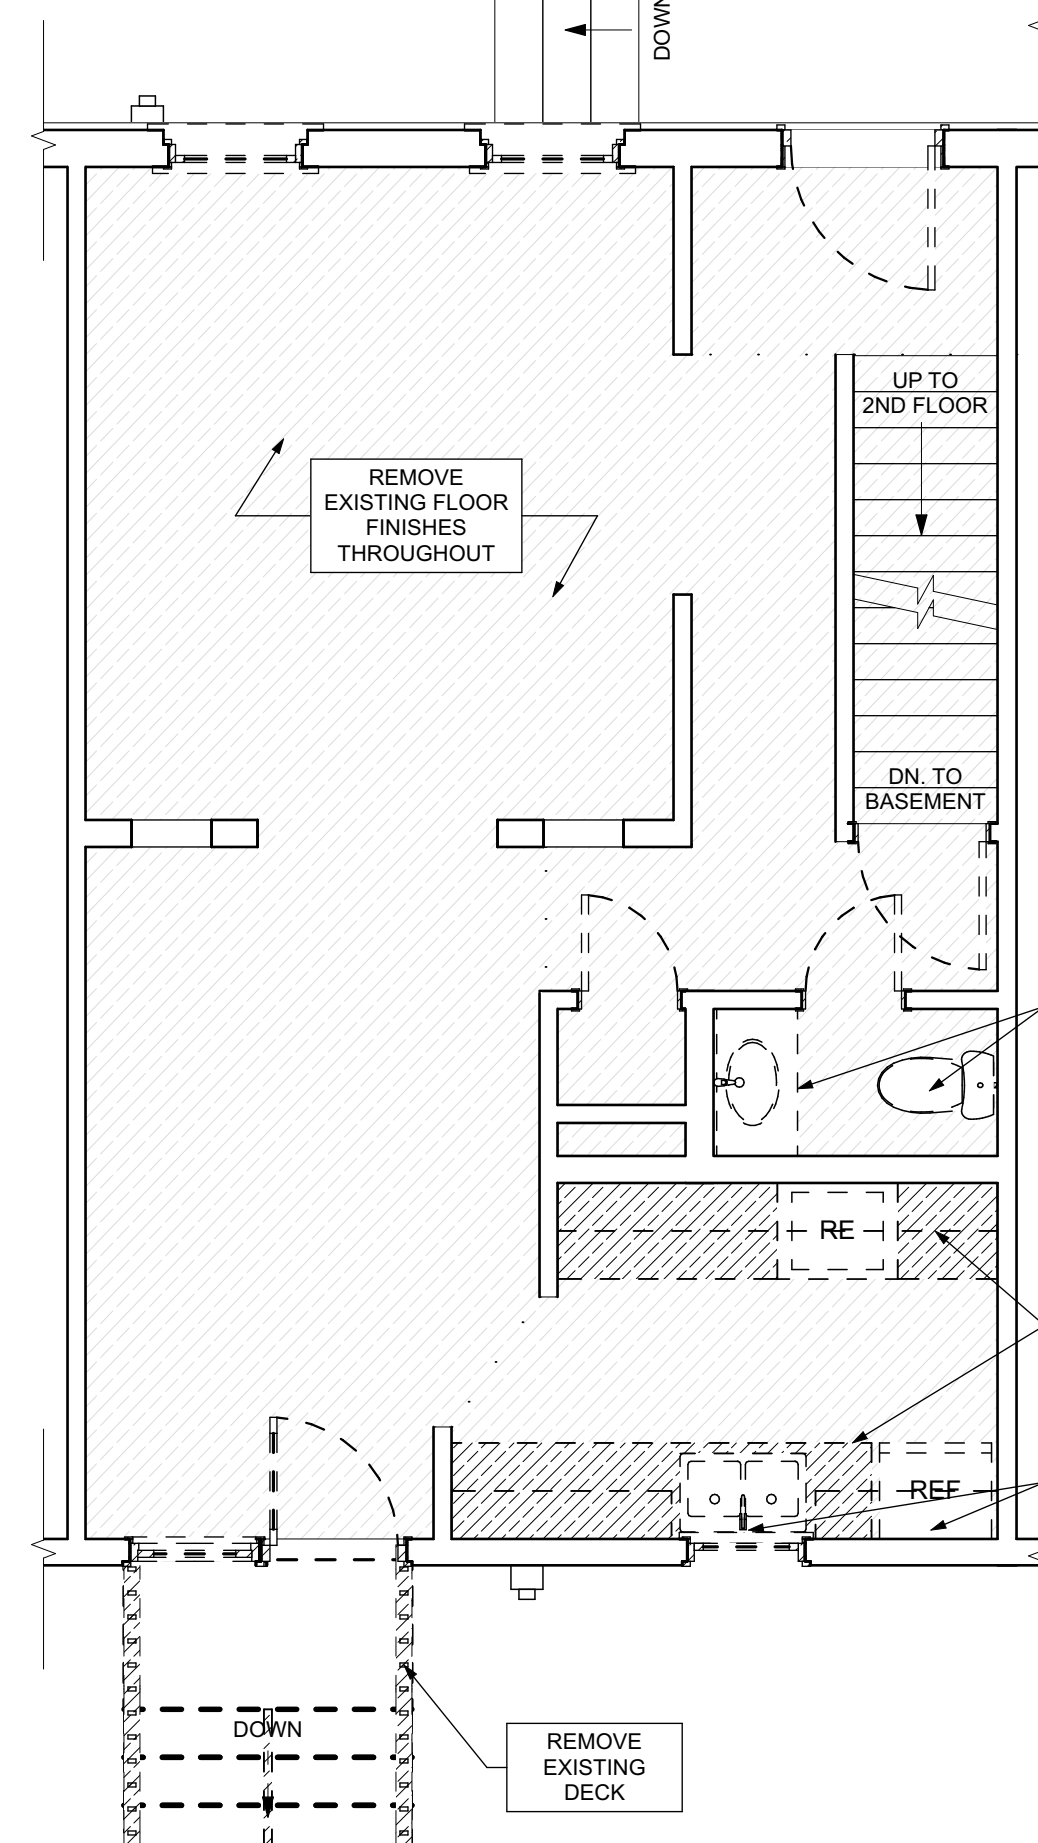 DOWN
UP TO
2ND FLOOR
REMOVE
EXISTING FLOOR
FINISHES
THROUGHOUT
DN. TO
BASEMENT
RE
REF
DOWN
REMOVE
EXISTING
DECK